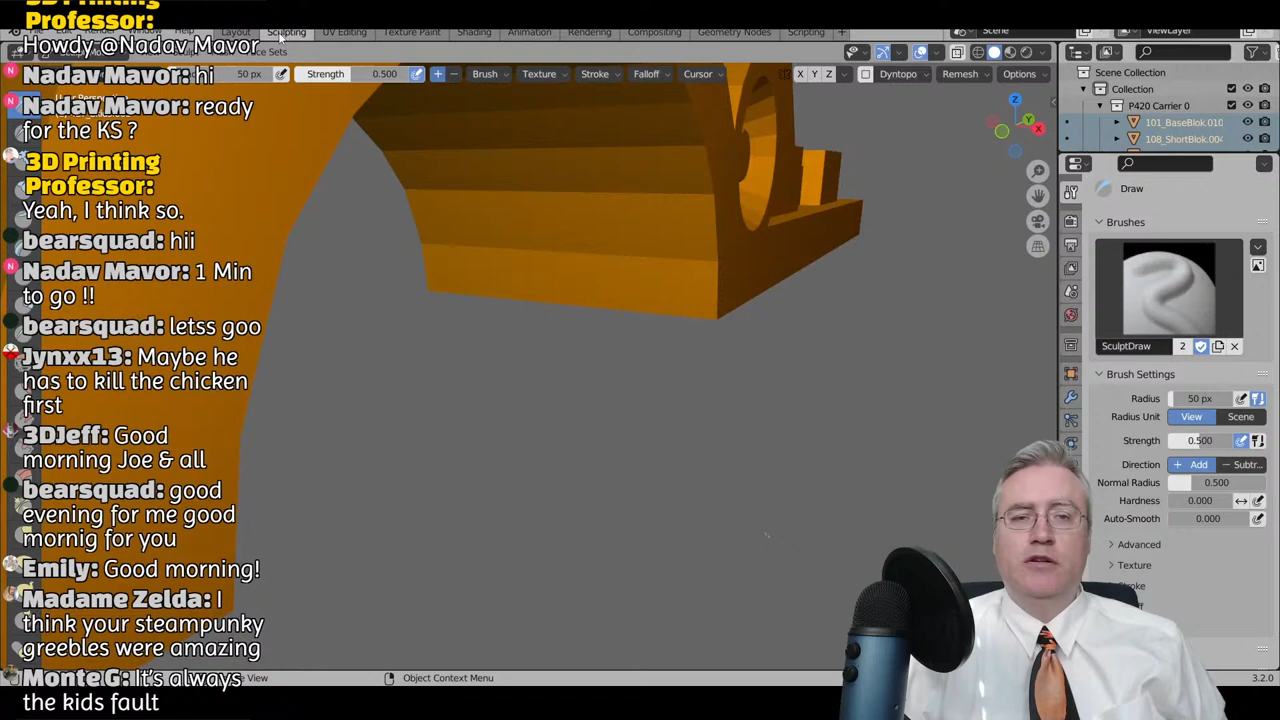 3D Printing
Professor:
Howdy @Nadav Mavor
Nadav Mavor: hi
Nadav Mavor: ready
for the KS ?
3D Printing
Professor:
Yeah, I think so.
bearsquad: hii
Nadav Mavor: 1 Min
to go !!
bearsquad: letss goo
Jynxx13: Maybe he
has to kill the chicken
first
3DJeff: Good
morning Joe & all
bearsquad: good
evening for me good
mornig for you
Emily: Good morning!
Madame Zelda: I
think your steampunky
greebles were amazing
Monte G: It's always
the kids fault
Layout Sculpting UV Editing Texture Paint Shading Animation Rendering Compositing Geometry Nodes Scripting
Scene
ViewLayer
Face Sets
50 px Strength 0.500 Brush Texture Stroke Falloff Cursor X Y Z Dyntopo Remesh Options
Z
Y
X
Scene Collection
Collection
P420 Carrier 0
101_BaseBlok.010
108_ShortBlok.004
Draw
Brushes
SculptDraw 2
Brush Settings
Radius 50 px
Radius Unit View Scene
Strength 0.500
Direction + Add − Subtr...
Normal Radius 0.500
Hardness 0.000
Auto-Smooth 0.000
Advanced
Texture
Stroke
View
Object Context Menu
3.2.0